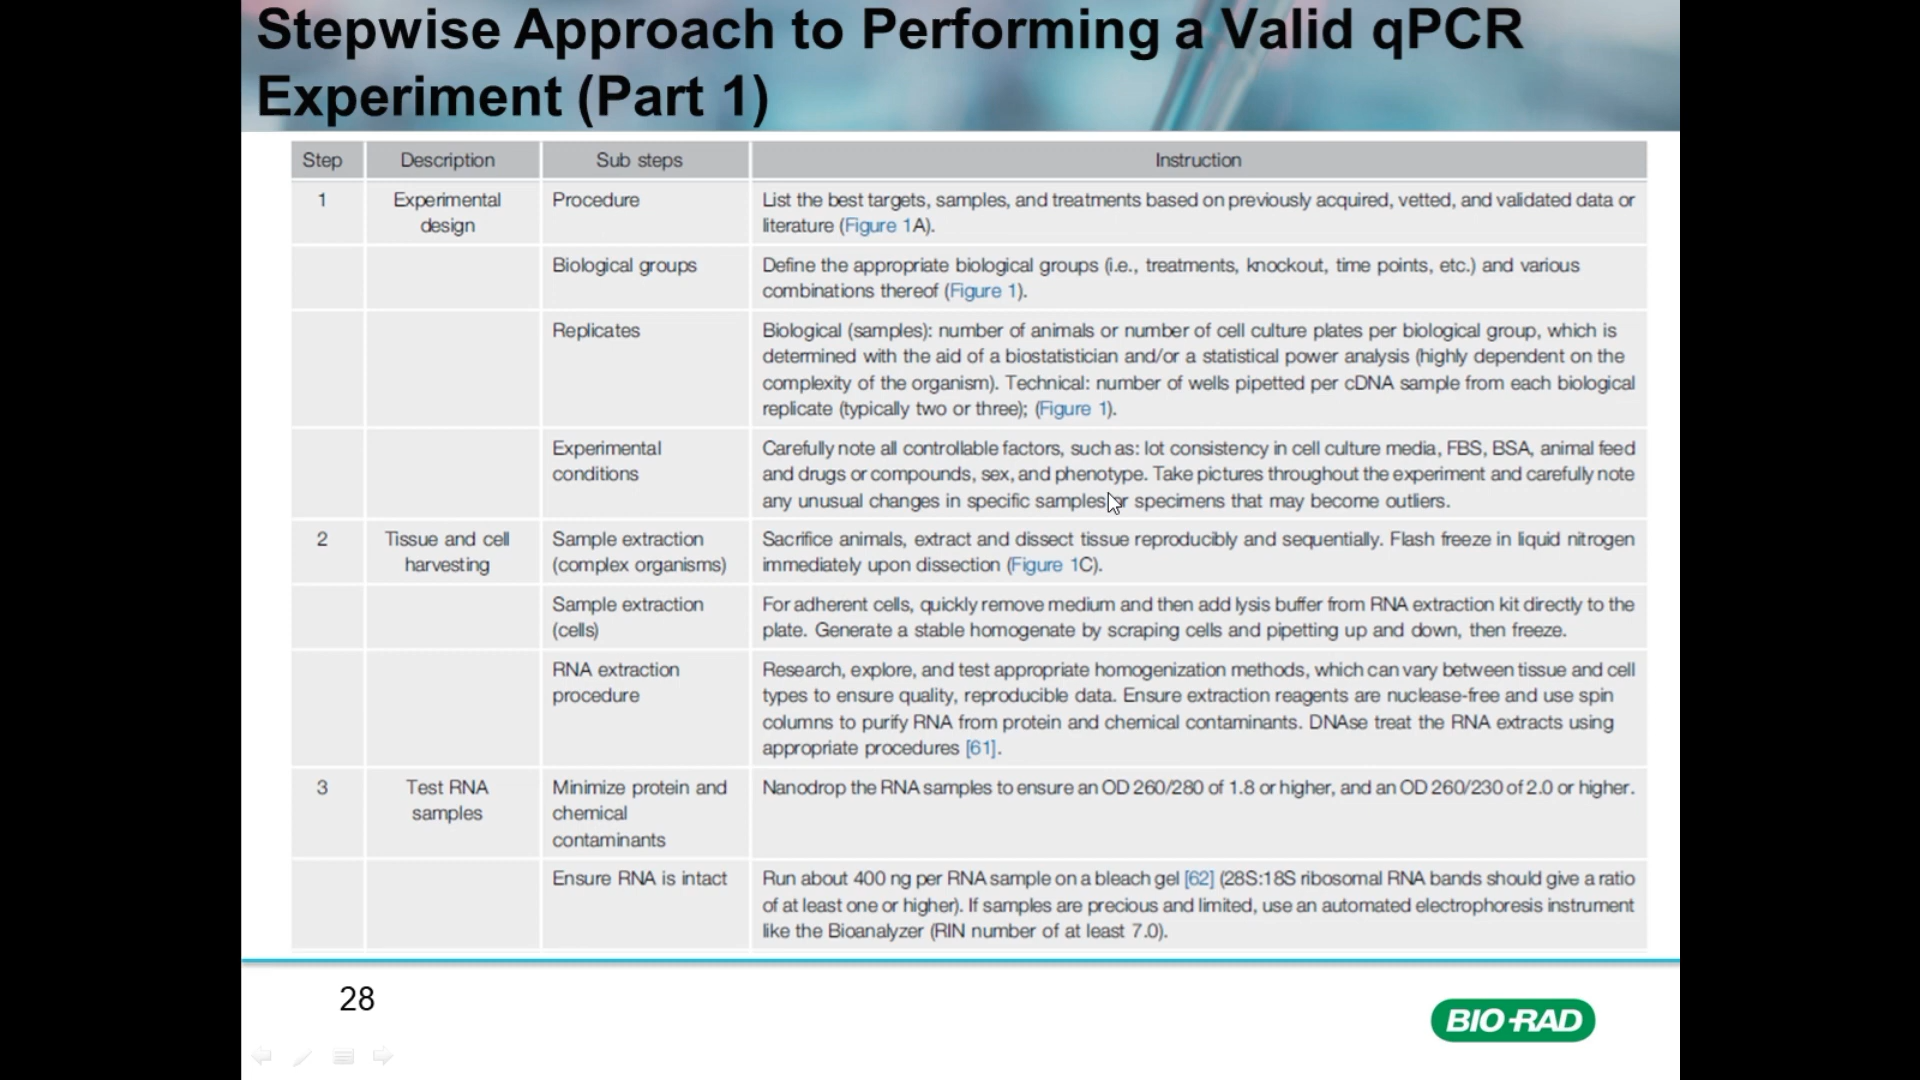 Stepwise Approach to Performing a Valid qPCR
Experiment (Part 1)
Step Description Sub steps Instruction
1 Experimental design Procedure List the best targets, samples, and treatments based on previously acquired, vetted, and validated data or
literature (Figure 1A).
Biological groups Define the appropriate biological groups (i.e., treatments, knockout, time points, etc.) and various
combinations thereof (Figure 1).
Replicates Biological (samples): number of animals or number of cell culture plates per biological group, which is
determined with the aid of a biostatistician and/or a statistical power analysis (highly dependent on the
complexity of the organism). Technical: number of wells pipetted per cDNA sample from each biological
replicate (typically two or three); (Figure 1).
Experimental conditions Carefully note all controllable factors, such as: lot consistency in cell culture media, FBS, BSA, animal feed
and drugs or compounds, sex, and phenotype. Take pictures throughout the experiment and carefully note
any unusual changes in specific samples or specimens that may become outliers.
2 Tissue and cell harvesting Sample extraction (complex organisms) Sacrifice animals, extract and dissect tissue reproducibly and sequentially. Flash freeze in liquid nitrogen
immediately upon dissection (Figure 1C).
Sample extraction (cells) For adherent cells, quickly remove medium and then add lysis buffer from RNA extraction kit directly to the
plate. Generate a stable homogenate by scraping cells and pipetting up and down, then freeze.
RNA extraction procedure Research, explore, and test appropriate homogenization methods, which can vary between tissue and cell
types to ensure quality, reproducible data. Ensure extraction reagents are nuclease-free and use spin
columns to purify RNA from protein and chemical contaminants. DNAse treat the RNA extracts using
appropriate procedures [61].
3 Test RNA samples Minimize protein and chemical contaminants Nanodrop the RNA samples to ensure an OD 260/280 of 1.8 or higher, and an OD 260/230 of 2.0 or higher.
Ensure RNA is intact Run about 400 ng per RNA sample on a bleach gel [62] (28S:18S ribosomal RNA bands should give a ratio
of at least one or higher). If samples are precious and limited, use an automated electrophoresis instrument
like the Bioanalyzer (RIN number of at least 7.0).
28
BIO-RAD